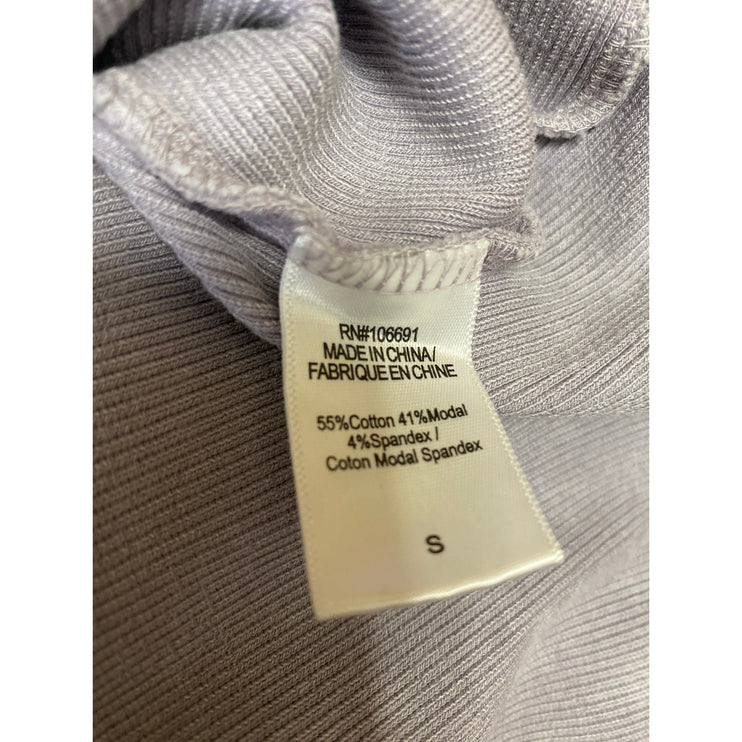 RN#106691
MADE IN CHINA/
FABRIQUE EN CHINE
55%Cotton 41%Modal
4%Spandex /
Coton Modal Spandex
S